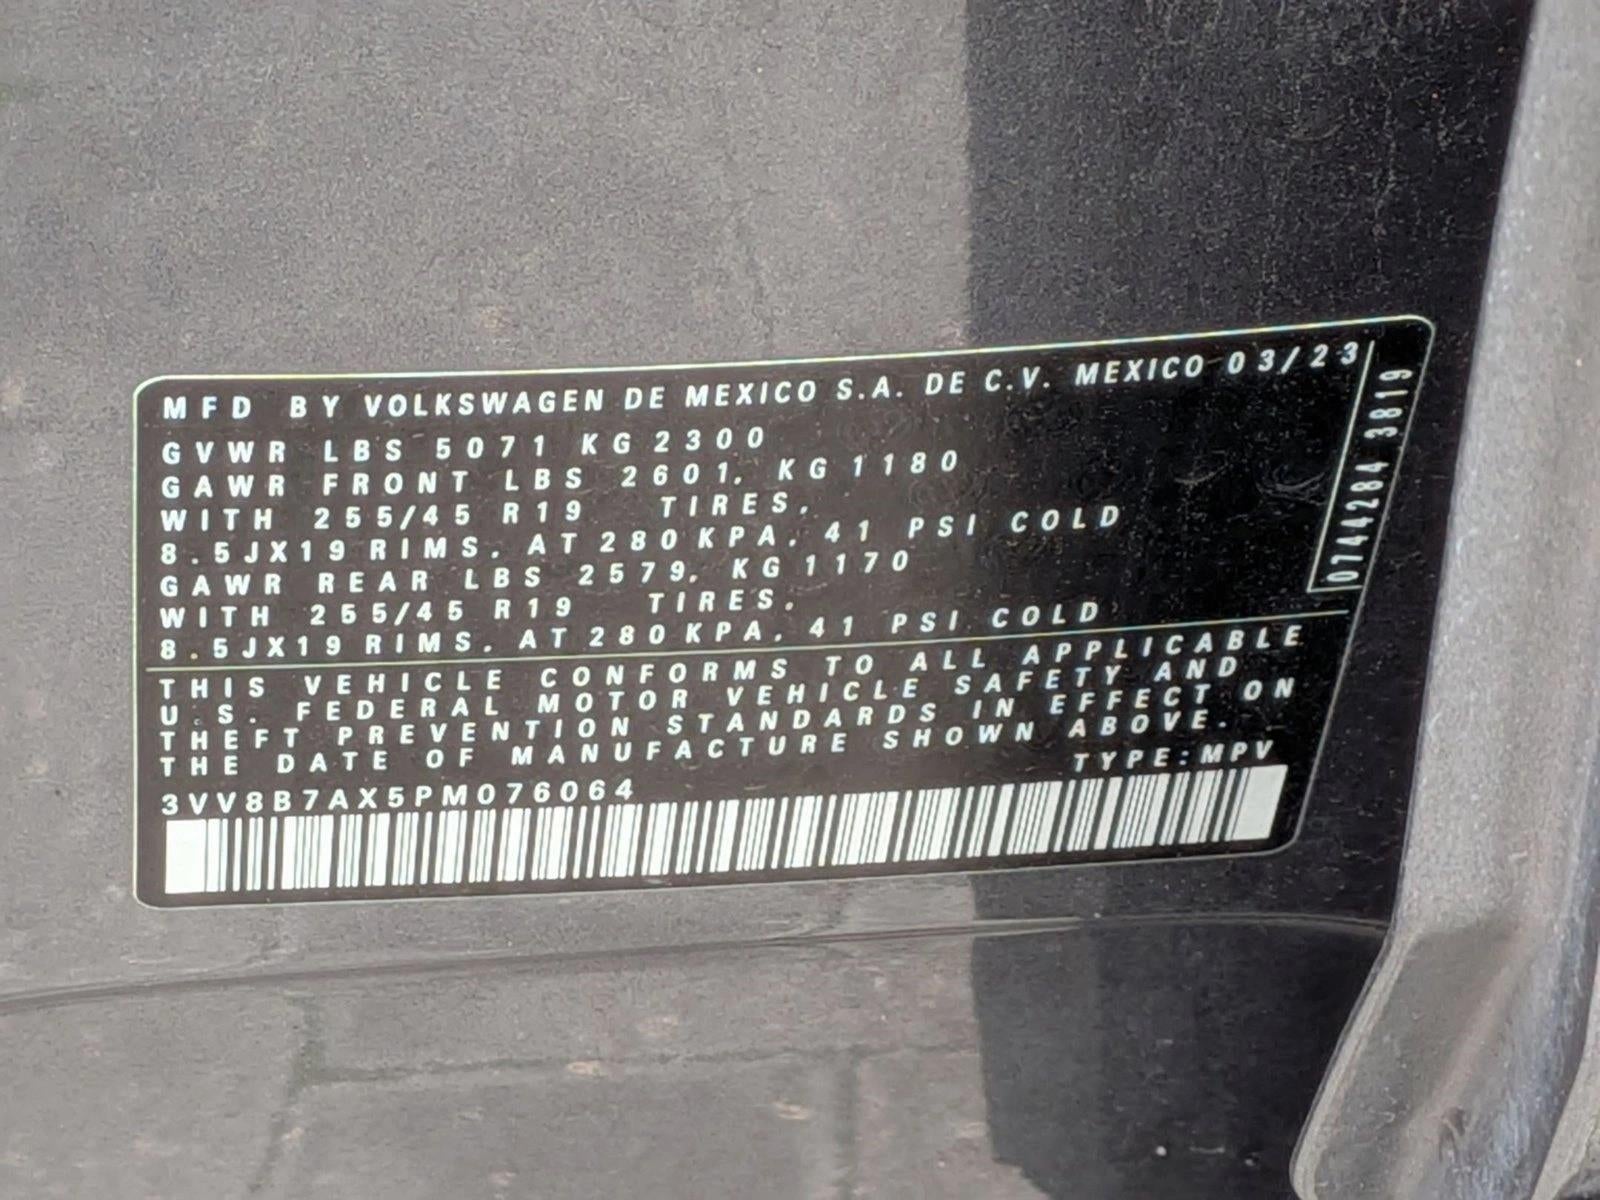 MFD BY VOLKSWAGEN DE MEXICO S.A. DE C.V. MEXICO 03/23
GVWR LBS 5071 KG 2300
GAWR FRONT LBS 2601. KG 1180
WITH 255/45 R19 TIRES.
8.5JX19 RIMS. AT 280 KPA. 41 PSI COLD
GAWR REAR LBS 2579. KG 1170
WITH 255/45 R19 TIRES.
8.5JX19 RIMS. AT 280 KPA. 41 PSI COLD
0744284 3819
THIS VEHICLE CONFORMS TO ALL APPLICABLE
U.S. FEDERAL MOTOR VEHICLE SAFETY AND
THEFT PREVENTION STANDARDS IN EFFECT ON
THE DATE OF MANUFACTURE SHOWN ABOVE.
TYPE: MPV
3VV8B7AX5PM076064